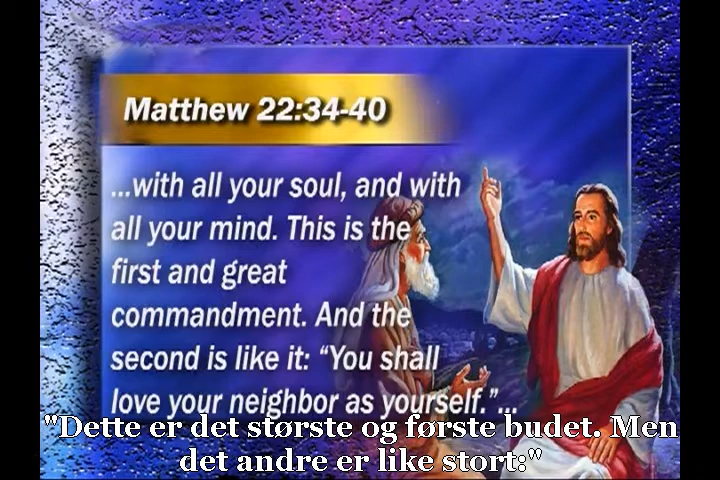 Matthew 22:34-40
...with all your soul, and with
all your mind. This is the
first and great
commandment. And the
second is like it: “You shall
love your neighbor as yourself.”...
"Dette er det største og første budet. Men
det andre er like stort:"